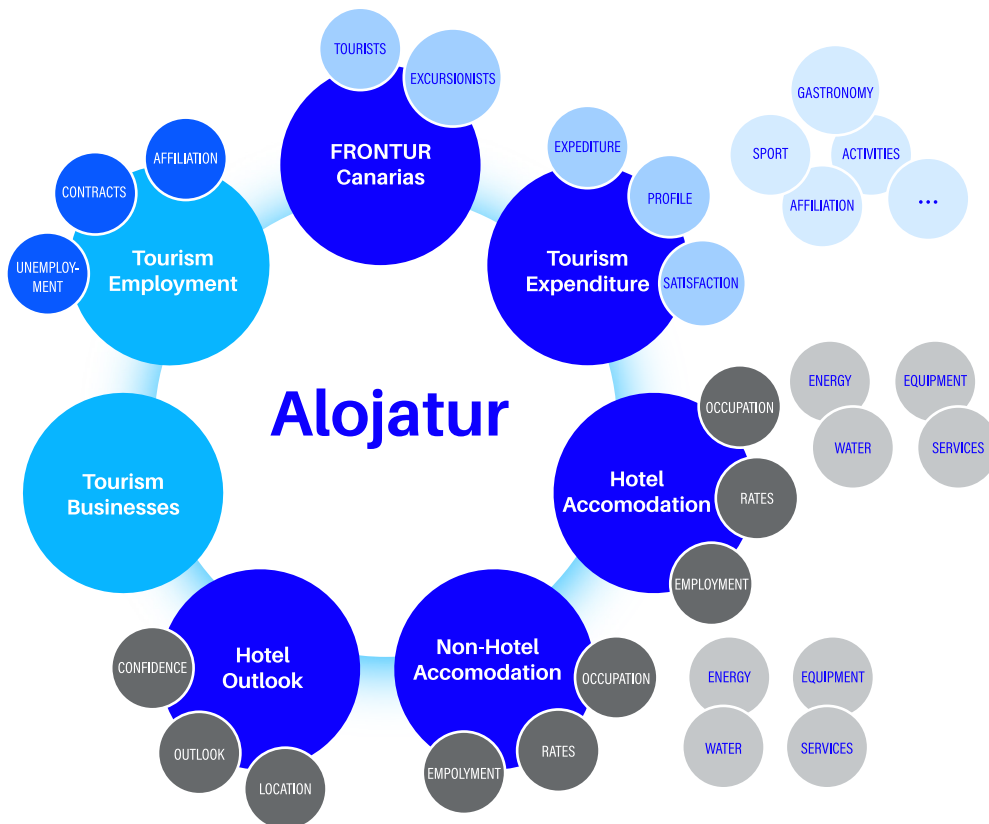 TOURISTS
EXCURSIONISTS
FRONTUR
Canarias
AFFILIATION
CONTRACTS
UNEMPLOY-
MENT
Tourism
Employment
EXPEDITURE
PROFILE
SATISFACTION
Tourism
Expenditure
GASTRONOMY
SPORT
ACTIVITIES
AFFILIATION
...
Alojatur
OCCUPATION
RATES
EMPLOYMENT
Hotel
Accomodation
ENERGY
EQUIPMENT
WATER
SERVICES
Tourism
Businesses
CONFIDENCE
OUTLOOK
LOCATION
Hotel
Outlook
Non-Hotel
Accomodation
OCCUPATION
RATES
EMPOLYMENT
ENERGY
EQUIPMENT
WATER
SERVICES